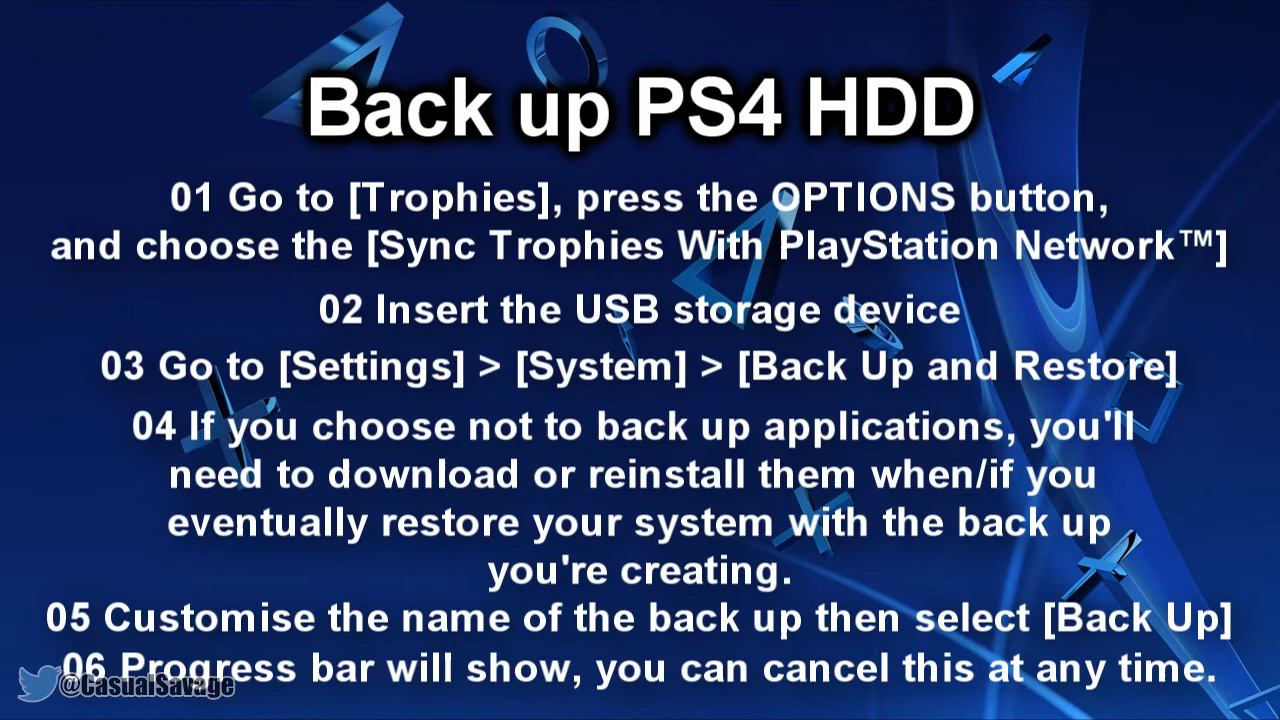 Back up PS4 HDD
01 Go to [Trophies], press the OPTIONS button,
and choose the [Sync Trophies With PlayStation Network™]
02 Insert the USB storage device
03 Go to [Settings] > [System] > [Back Up and Restore]
04 If you choose not to back up applications, you'll
need to download or reinstall them when/if you
eventually restore your system with the back up
you're creating.
05 Customise the name of the back up then select [Back Up]
06 Progress bar will show, you can cancel this at any time.
@CasualSavage